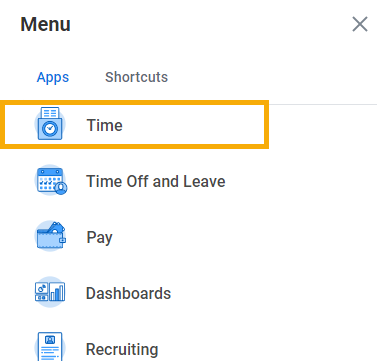 Menu
Apps Shortcuts
Time
Time Off and Leave
Pay
Dashboards
Recruiting